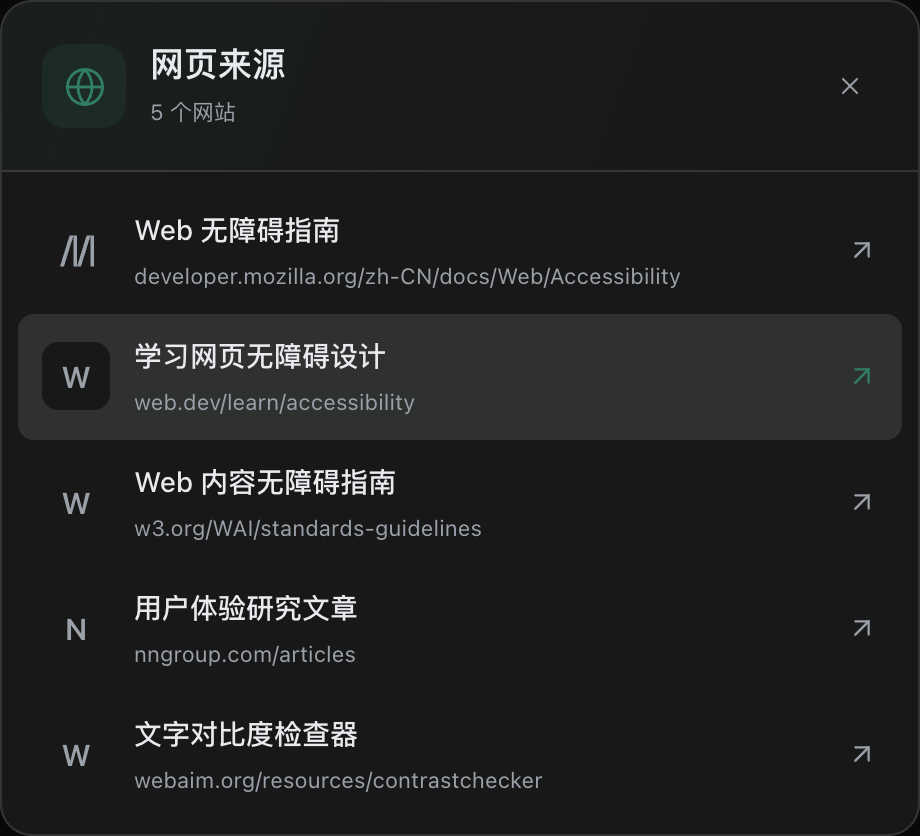 网页来源
5 个网站
Web 无障碍指南
developer.mozilla.org/zh-CN/docs/Web/Accessibility
W
学习网页无障碍设计
web.dev/learn/accessibility
W
Web 内容无障碍指南
w3.org/WAI/standards-guidelines
N
用户体验研究文章
nngroup.com/articles
W
文字对比度检查器
webaim.org/resources/contrastchecker